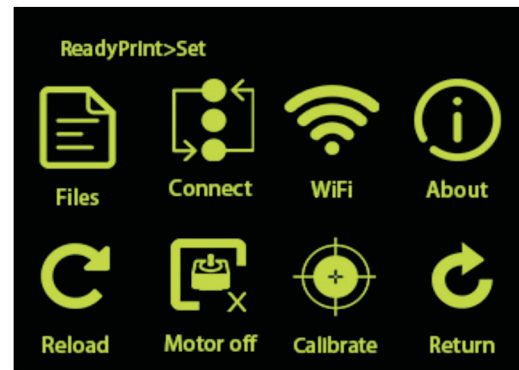 ReadyPrint>Set
Files Connect WiFi About
Reload Motor off Calibrate Return